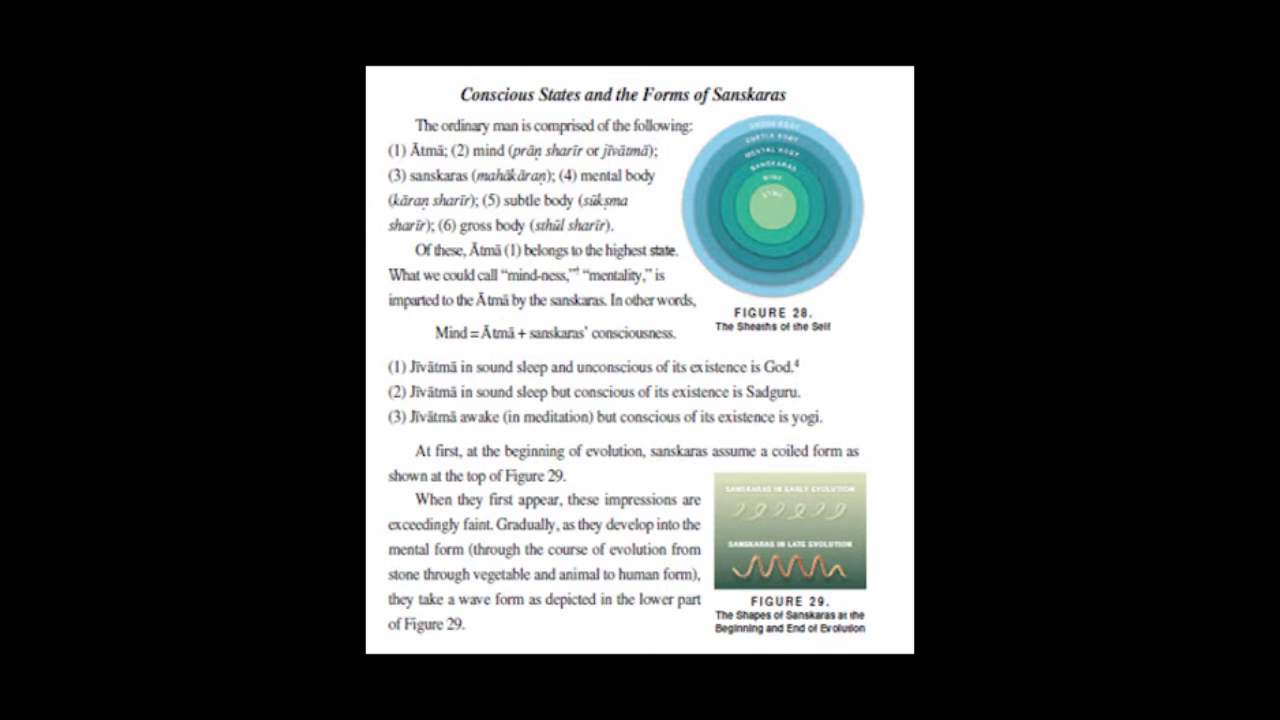 Conscious States and the Forms of Sanskaras
The ordinary man is comprised of the following:
(1) Ātmā; (2) mind (prāṇ sharīr or jīvātmā);
(3) sanskaras (mahākāraṇ); (4) mental body
(kāraṇ sharīr); (5) subtle body (sūkṣma
sharīr); (6) gross body (sthūl sharīr).
Of these, Ātmā (1) belongs to the highest state.
What we could call “mind-ness,”† “mentality,” is
imparted to the Ātmā by the sanskaras. In other words,
Mind = Ātmā + sanskaras’ consciousness.
GROSS BODY
SUBTLE BODY
MENTAL BODY
SANSKARAS
MIND
ATMA
FIGURE 28.
The Sheaths of the Self
(1) Jīvātmā in sound sleep and unconscious of its existence is God.⁴
(2) Jīvātmā in sound sleep but conscious of its existence is Sadguru.
(3) Jīvātmā awake (in meditation) but conscious of its existence is yogi.
At first, at the beginning of evolution, sanskaras assume a coiled form as
shown at the top of Figure 29.
When they first appear, these impressions are
exceedingly faint. Gradually, as they develop into the
mental form (through the course of evolution from
stone through vegetable and animal to human form),
they take a wave form as depicted in the lower part
of Figure 29.
SANSKARAS IN EARLY EVOLUTION
SANSKARAS IN LATE EVOLUTION
FIGURE 29.
The Shapes of Sanskaras at the
Beginning and End of Evolution